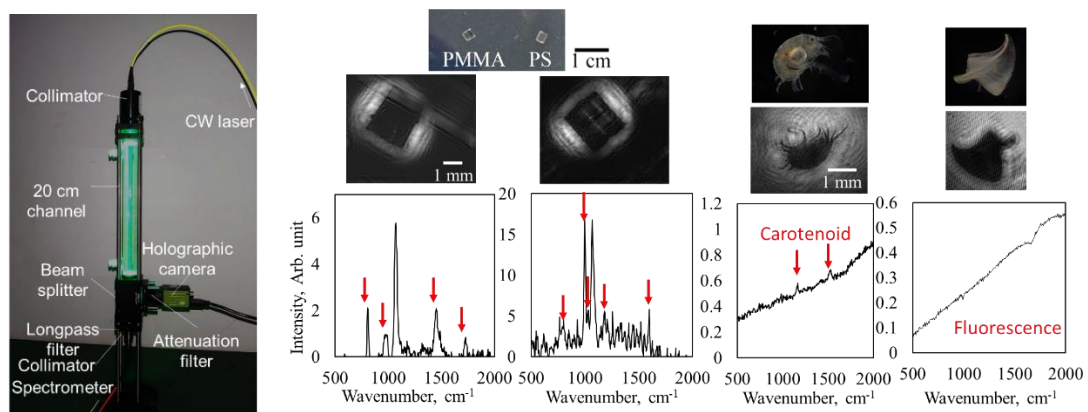 Collimator
CW laser
20 cm
channel
Holographic
camera
Beam
splitter
Longpass
filter
Attenuation
filter
Collimator
Spectrometer
PMMA
PS
1 cm
1 mm
1 mm
Intensity, Arb. unit
6
4
2
0
500
1000
1500
2000
Wavenumber, cm-1
20
15
10
5
0
500
1000
1500
2000
Wavenumber, cm-1
1.2
1
0.8
0.6
0.4
0.2
0
Carotenoid
500
1000
1500
2000
Wavenumber, cm-1
0.6
0.5
0.4
0.3
0.2
0.1
0
Fluorescence
500
1000
1500
2000
Wavenumber, cm-1